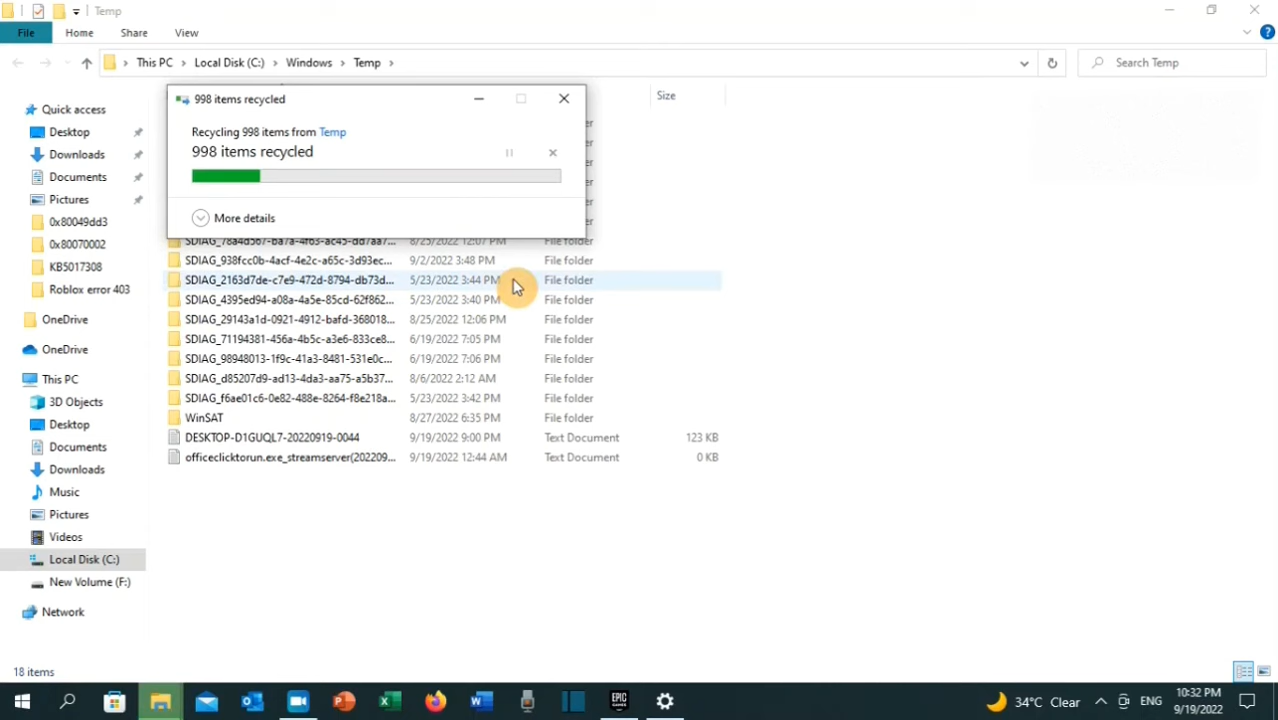 Temp
File Home Share View
This PC Local Disk (C:) Windows Temp
Search Temp
998 items recycled
Recycling 998 items from Temp
998 items recycled
More details
Size
Quick access
Desktop
Downloads
Documents
Pictures
0x80049dd3
0x80070002
KB5017308
Roblox error 403
OneDrive
OneDrive
This PC
3D Objects
Desktop
Documents
Downloads
Music
Pictures
Videos
Local Disk (C:)
New Volume (F:)
Network
SDIAG_78a4d567-ba7a-4f63-ac45-dd7aa7... 8/25/2022 12:07 PM File folder
SDIAG_938fcc0b-4acf-4e2c-a65c-3d93ec... 9/2/2022 3:48 PM File folder
SDIAG_2163d7de-c7e9-472d-8794-db73d... 5/23/2022 3:44 PM File folder
SDIAG_4395ed94-a08a-4a5e-85cd-62f862... 5/23/2022 3:40 PM File folder
SDIAG_29143a1d-0921-4912-bafd-368018... 8/25/2022 12:06 PM File folder
SDIAG_71194381-456a-4b5c-a3e6-833ce8... 6/19/2022 7:05 PM File folder
SDIAG_98948013-1f9c-41a3-8481-531e0c... 6/19/2022 7:06 PM File folder
SDIAG_d85207d9-ad13-4da3-aa75-a5b37... 8/6/2022 2:12 AM File folder
SDIAG_f6ae01c6-0e82-488e-8264-f8e218a... 5/23/2022 3:42 PM File folder
WinSAT 8/27/2022 6:35 PM File folder
DESKTOP-D1GUQL7-20220919-0044 9/19/2022 9:00 PM Text Document 123 KB
officeclicktorun.exe_streamserver(202209... 9/19/2022 12:44 AM Text Document 0 KB
18 items
EPIC GAMES
34°C Clear ENG 10:32 PM
9/19/2022